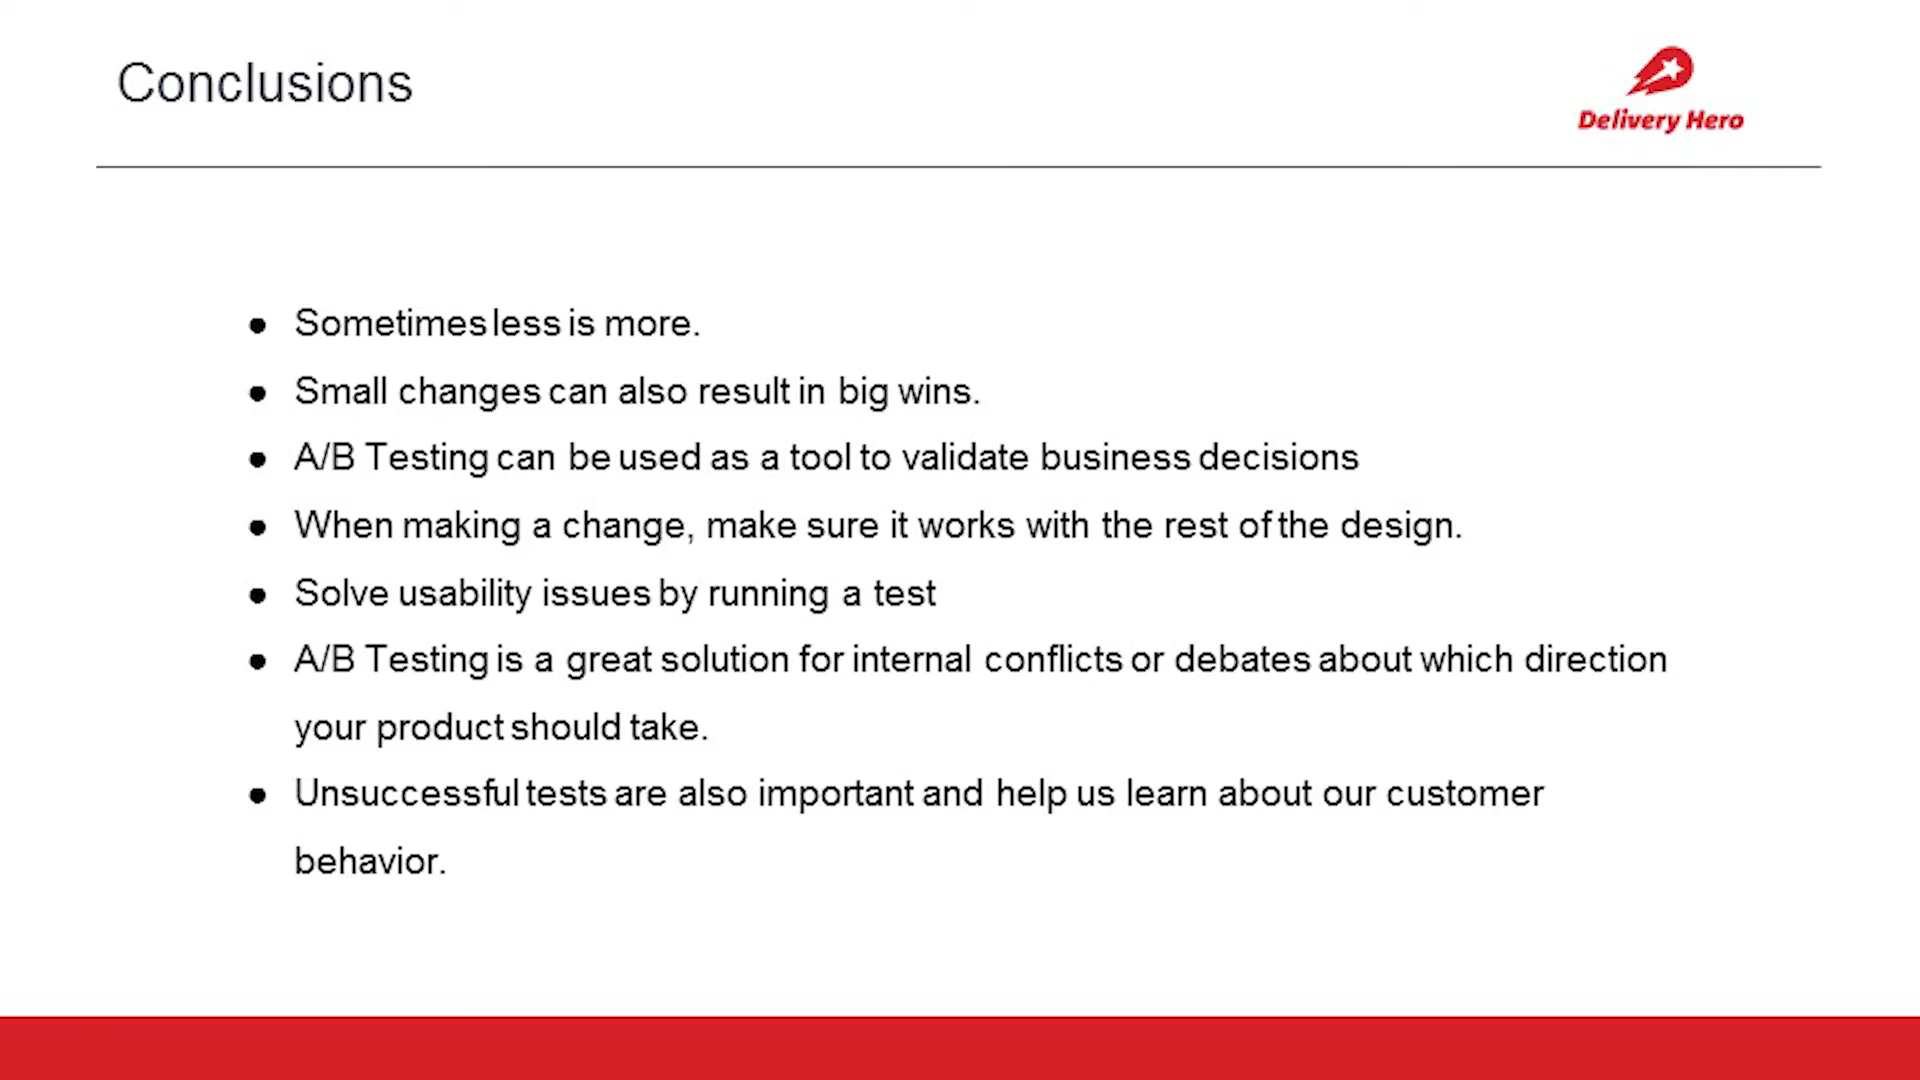 Conclusions
Delivery Hero
● Sometimes less is more.
● Small changes can also result in big wins.
● A/B Testing can be used as a tool to validate business decisions
● When making a change, make sure it works with the rest of the design.
● Solve usability issues by running a test
● A/B Testing is a great solution for internal conflicts or debates about which direction
your product should take.
● Unsuccessful tests are also important and help us learn about our customer
behavior.